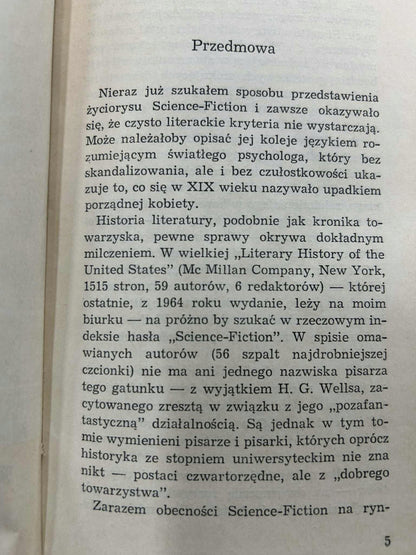 Przedmowa
Nieraz już szukałem sposobu przedstawienia
życiorysu Science-Fiction i zawsze okazywało
się, że czysto literackie kryteria nie wystarczają.
Może należałoby opisać jej koleje językiem ro-
zumiejącym światłego psychologa, który bez
skandalizowania, ale i bez czułostkowości uka-
zuje to, co się w XIX wieku nazywało upadkiem
porządnej kobiety.
Historia literatury, podobnie jak kronika to-
warzyska, pewne sprawy okrywa dokładnym
milczeniem. W wielkiej „Literary History of the
United States” (Mc Millan Company, New York,
1515 stron, 59 autorów, 6 redaktorów) — której
ostatnie, z 1964 roku wydanie, leży na moim
biurku — na próżno by szukać w rzeczowym in-
deksie hasła „Science-Fiction”. W spisie oma-
wianych autorów (56 szpalt najdrobniejszej
czcionki) nie ma ani jednego nazwiska pisarza
tego gatunku — z wyjątkiem H. G. Wellsa, za-
cytowanego zresztą w związku z jego „pozafan-
tastyczną” działalnością. Są jednak w tym to-
mie wymienieni pisarze i pisarki, których oprócz
historyka ze stopniem uniwersyteckim nie zna
nikt — postaci czwartorzędne, ale z „dobrego
towarzystwa”.
Zarazem obecności Science-Fiction na ryn-
5